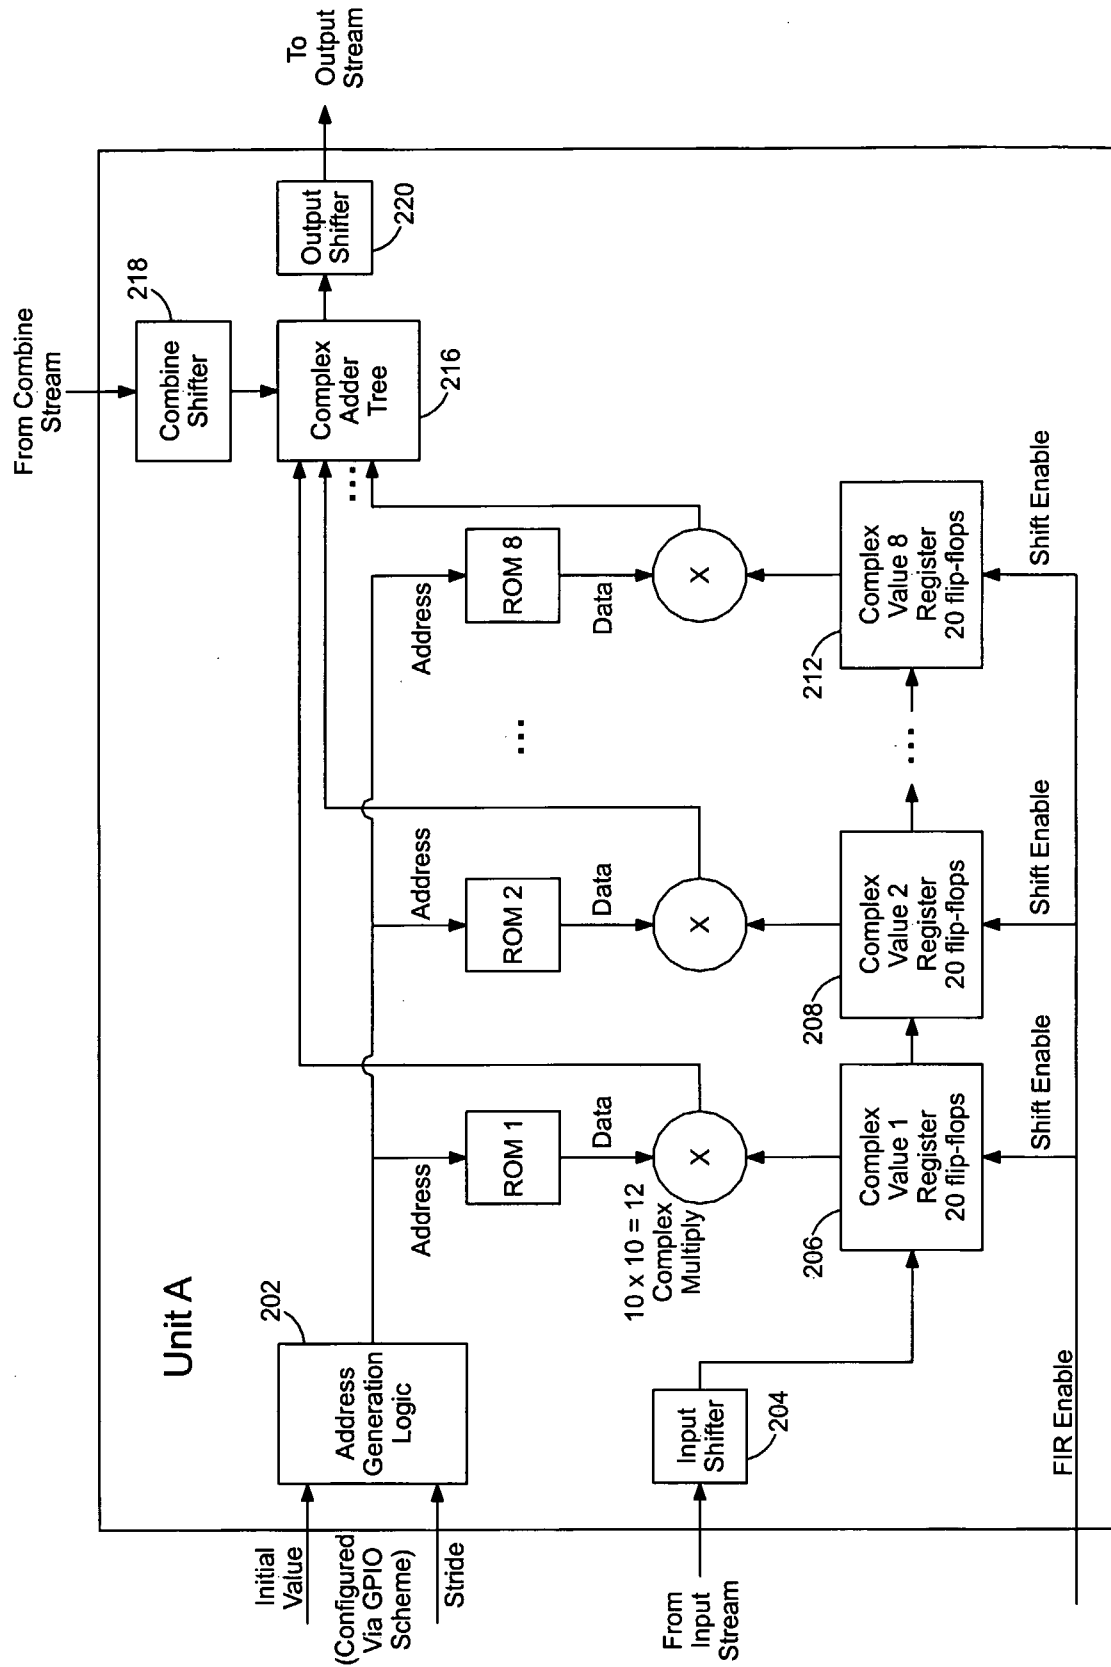 Unit A
Initial
Value
(Configured
Via GPIO
Scheme)
Stride
202
Address
Generation
Logic
From Combine
Stream
218
Combine
Shifter
Complex
Adder
Tree
216
Output
Shifter
220
To
Output
Stream
Address
ROM 1
Data
Address
ROM 2
Data
...
Address
ROM 8
Data
...
10 x 10 = 12
Complex
Multiply
X
X
X
From
Input
Stream
Input
Shifter
204
206
Complex
Value 1
Register
20 flip-flops
208
Complex
Value 2
Register
20 flip-flops
...
212
Complex
Value 8
Register
20 flip-flops
FIR Enable
Shift Enable
Shift Enable
Shift Enable